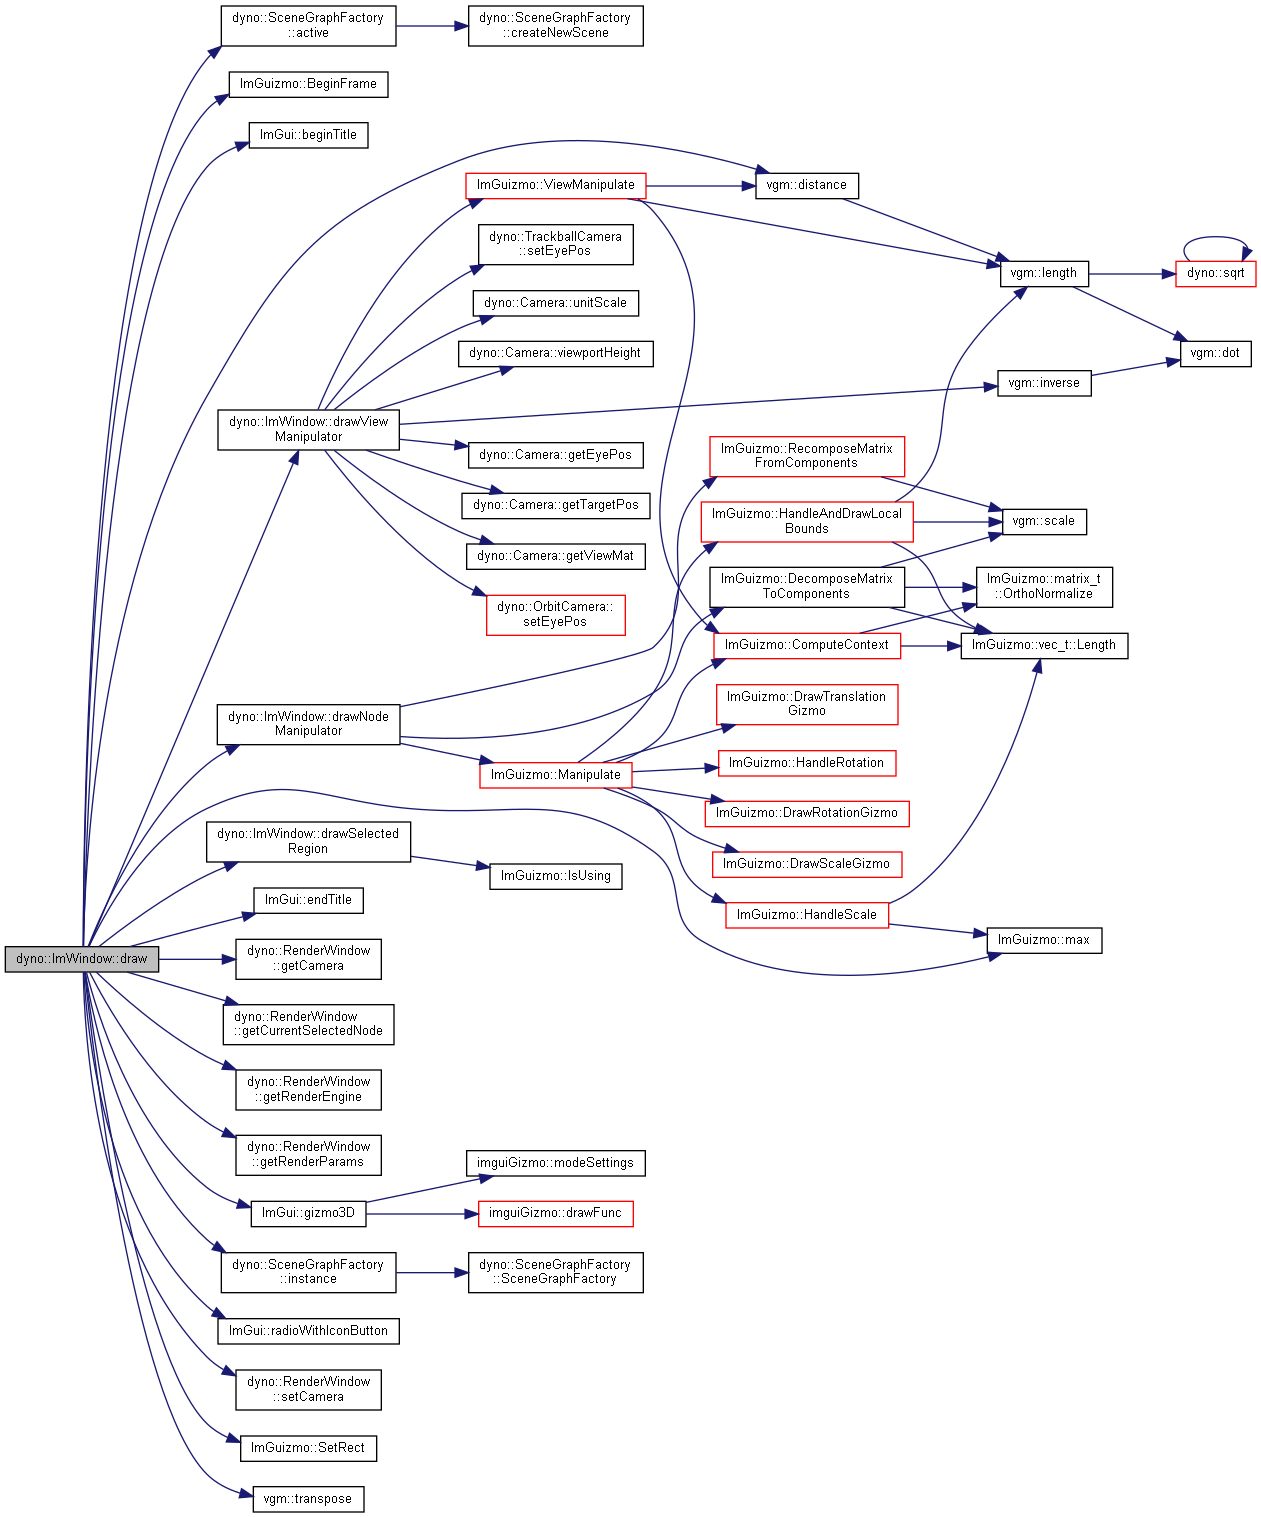 dyno::SceneGraphFactory
::active
dyno::SceneGraphFactory
::createNewScene
ImGuizmo::BeginFrame
ImGui::beginTitle
ImGuizmo::ViewManipulate
vgm::distance
dyno::TrackballCamera
::setEyePos
vgm::length
dyno::sqrt
dyno::Camera::unitScale
dyno::Camera::viewportHeight
vgm::dot
vgm::inverse
dyno::ImWindow::drawView
Manipulator
dyno::Camera::getEyePos
ImGuizmo::RecomposeMatrix
FromComponents
dyno::Camera::getTargetPos
ImGuizmo::HandleAndDrawLocal
Bounds
vgm::scale
dyno::Camera::getViewMat
ImGuizmo::DecomposeMatrix
ToComponents
ImGuizmo::matrix_t
::OrthoNormalize
dyno::OrbitCamera::
setEyePos
ImGuizmo::ComputeContext
ImGuizmo::vec_t::Length
ImGuizmo::DrawTranslation
Gizmo
dyno::ImWindow::drawNode
Manipulator
ImGuizmo::Manipulate
ImGuizmo::HandleRotation
ImGuizmo::DrawRotationGizmo
dyno::ImWindow::drawSelected
Region
ImGuizmo::DrawScaleGizmo
ImGuizmo::IsUsing
ImGui::endTitle
ImGuizmo::HandleScale
ImGuizmo::max
dyno::ImWindow::draw
dyno::RenderWindow
::getCamera
dyno::RenderWindow
::getCurrentSelectedNode
dyno::RenderWindow
::getRenderEngine
dyno::RenderWindow
::getRenderParams
imguiGizmo::modeSettings
ImGui::gizmo3D
imguiGizmo::drawFunc
dyno::SceneGraphFactory
::instance
dyno::SceneGraphFactory
::SceneGraphFactory
ImGui::radioWithIconButton
dyno::RenderWindow
::setCamera
ImGuizmo::SetRect
vgm::transpose